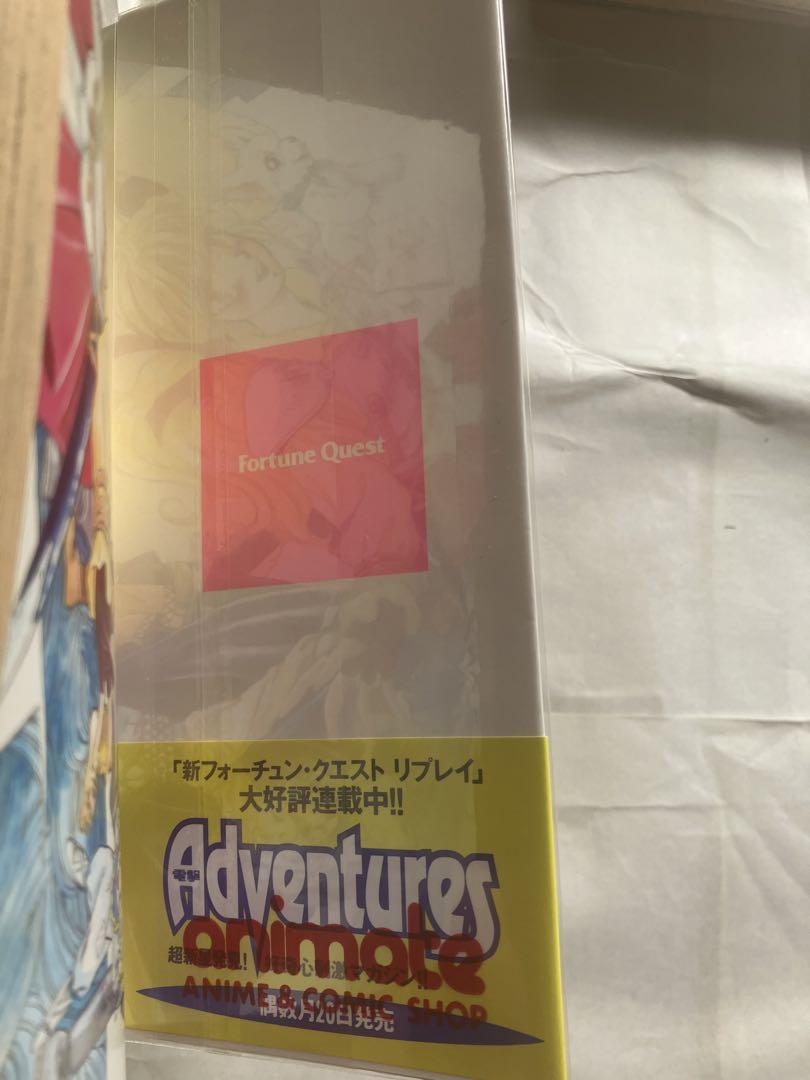 Fortune Quest
「新フォーチュン・クエスト リプレイ」
大好評連載中!!
電撃
Adventures
animate
ANIME & COMIC SHOP
偶数月20日発売